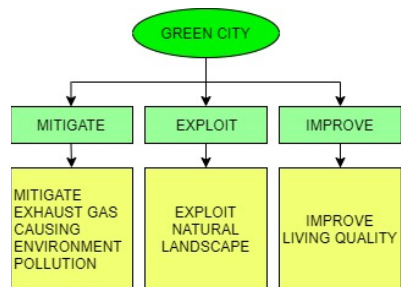 GREEN CITY
MITIGATE
EXPLOIT
IMPROVE
MITIGATE
EXHAUST GAS
CAUSING
ENVIRONMENT
POLLUTION
EXPLOIT
NATURAL
LANDSCAPE
IMPROVE
LIVING QUALITY